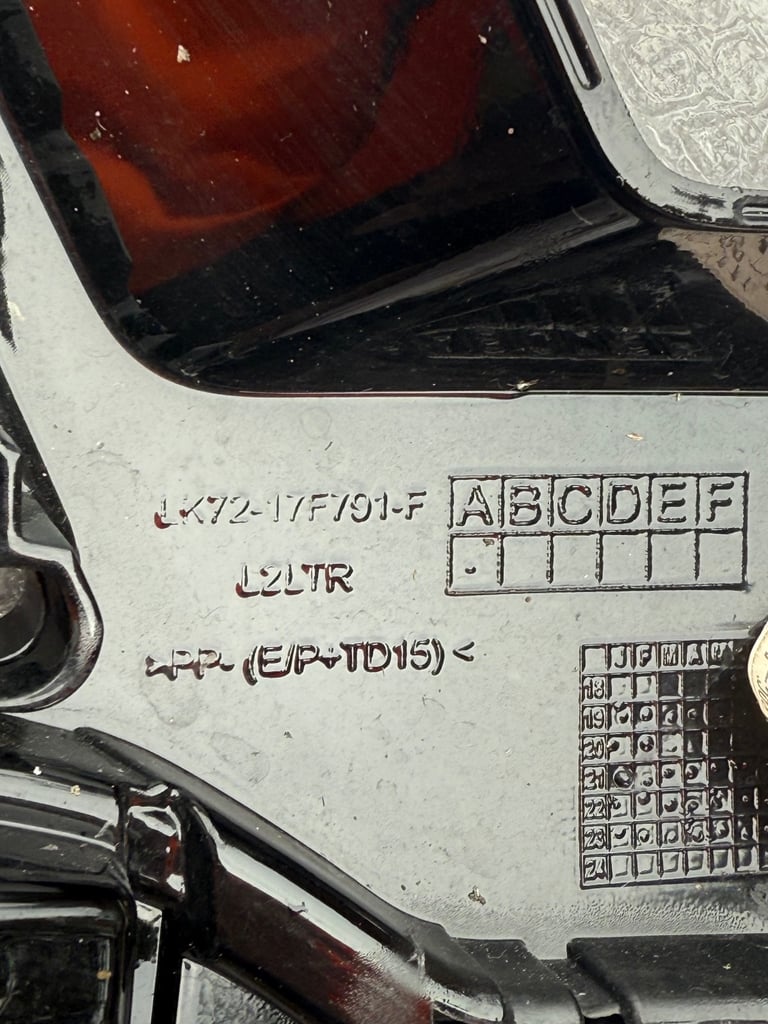 LK72-17F791-F
A B C D E F
L2LTR
>PP- (E/P+TD15)<
J F M A M
18
19
20
21
22
23
24